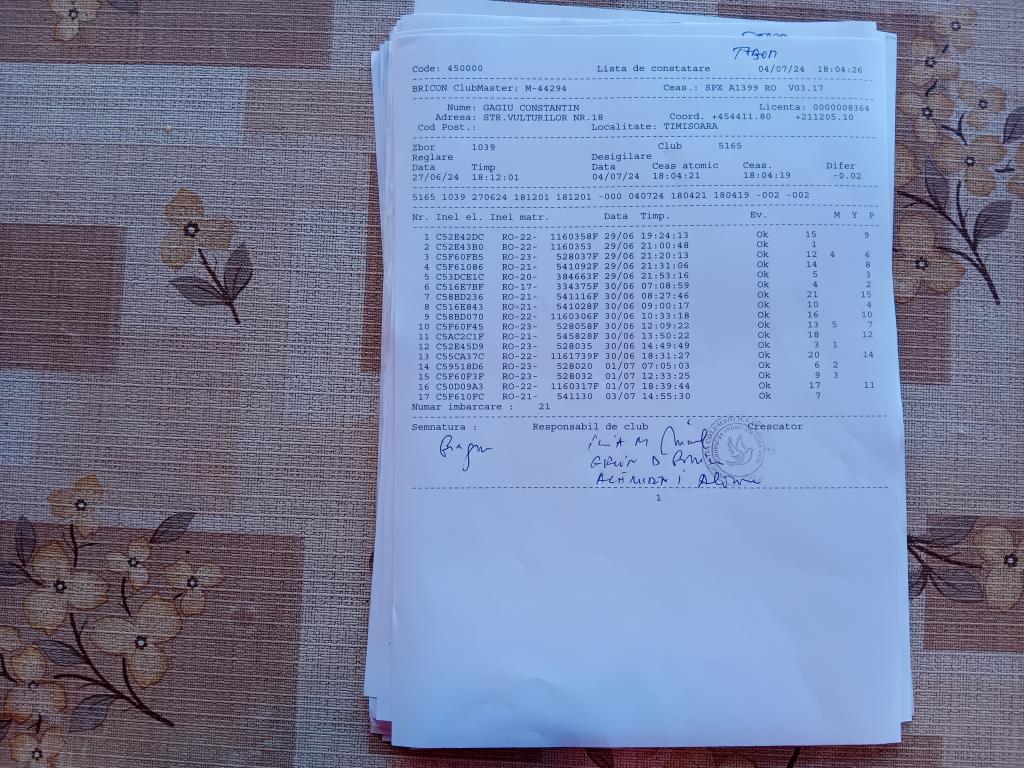 TABOM
Code: 450000 Lista de constatare 04/07/24 18:04:26
BRICON ClubMaster: M-44294 Ceas.: SPX A1399 RO V03.17
Nume: GAGIU CONSTANTIN Licenta: 0000008364
Adresa: STR.VULTURILOR NR.18 Coord. +454411.80 +211205.10
Cod Post.: Localitate: TIMISOARA
Zbor 1039 Club 5165
Reglare Desigilare
Data Timp Data Ceas atomic Ceas. Difer
27/06/24 18:12:01 04/07/24 18:04:21 18:04:19 -0.02
5165 1039 270624 181201 181201 -000 040724 180421 180419 -002 -002
Nr. Inel el. Inel matr. Data Timp. Ev. M Y P
1 C52E42DC RO-22- 1160358F 29/06 19:24:13 Ok 15 9
2 C52E43B0 RO-22- 1160353 29/06 21:00:48 Ok 1
3 C5F60FB5 RO-23- 528037F 29/06 21:20:13 Ok 12 4 6
4 C5F61086 RO-21- 541092F 29/06 21:31:06 Ok 14 8
5 C53DCE1C RO-20- 384663F 29/06 21:53:16 Ok 5 3
6 C516E7BF RO-17- 334375F 30/06 07:08:59 Ok 4 2
7 C58BD236 RO-21- 541116F 30/06 08:27:46 Ok 21 15
8 C516E843 RO-21- 541028F 30/06 09:00:17 Ok 10 4
9 C58BD070 RO-22- 1160306F 30/06 10:33:18 Ok 16 10
10 C5F60F45 RO-23- 528058F 30/06 12:09:22 Ok 13 5 7
11 C5AC2C1F RO-21- 545828F 30/06 13:50:22 Ok 18 12
12 C52E45D9 RO-23- 528035 30/06 14:49:49 Ok 3 1
13 C55CA37C RO-22- 1161739F 30/06 18:31:27 Ok 20 14
14 C59518D6 RO-23- 528020 01/07 07:05:03 Ok 6 2
15 C5F60F3F RO-23- 528032 01/07 12:33:25 Ok 9 3
16 C50D09A3 RO-22- 1160317F 01/07 18:39:44 Ok 17 11
17 C5F610FC RO-21- 541130 03/07 14:55:30 Ok 7
Numar imbarcare : 21
Semnatura : Responsabil de club Crescator
1